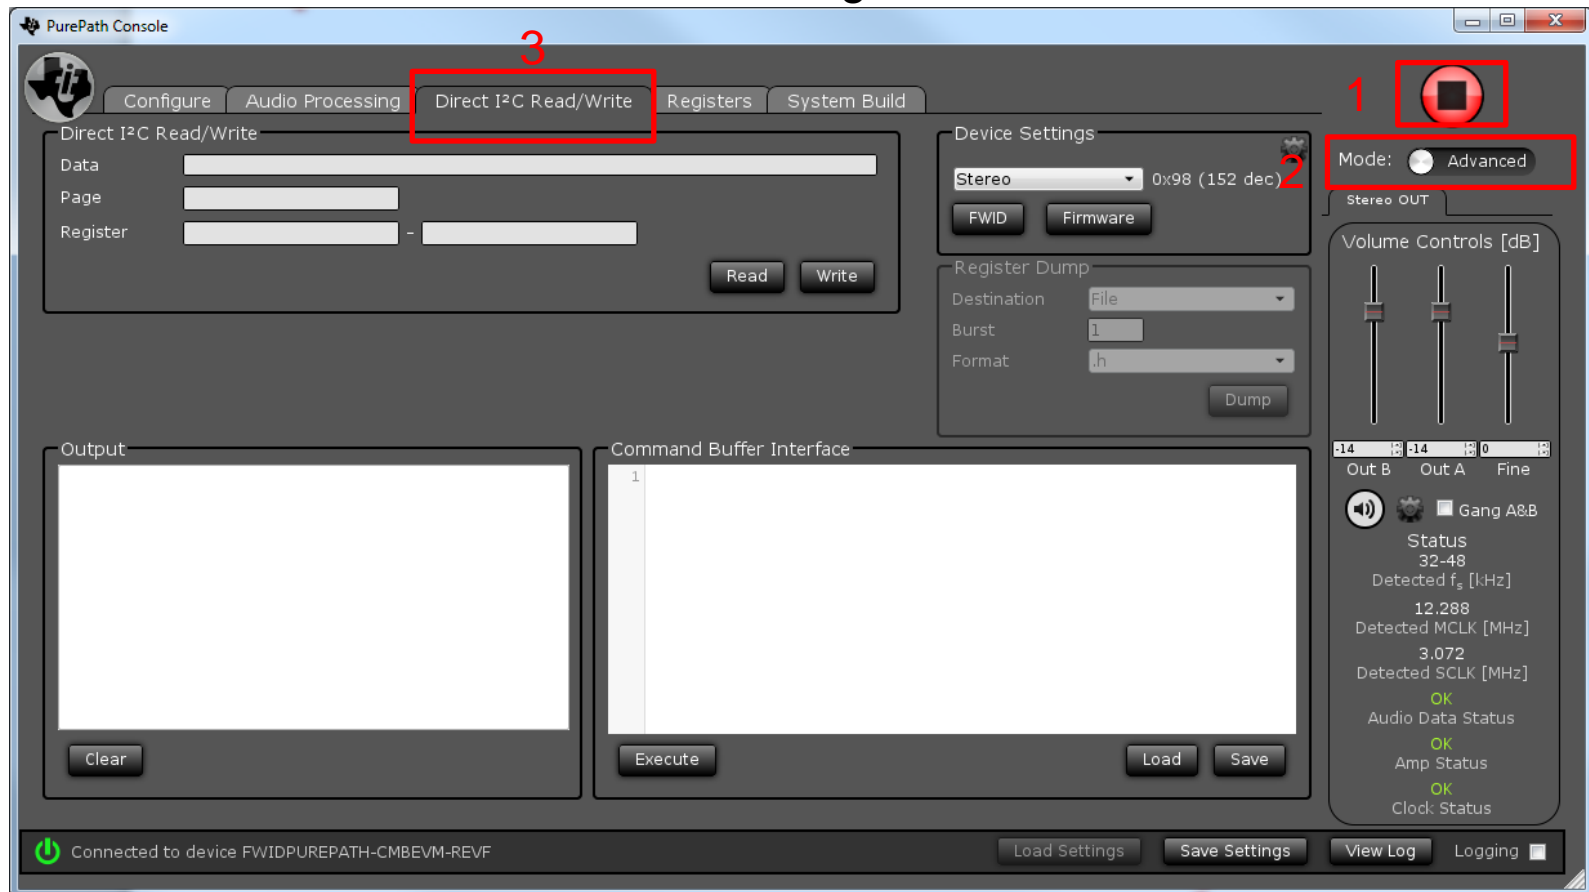 PurePath Console
3
1
Configure
Audio Processing
Direct I²C Read/Write
Registers
System Build
Direct I²C Read/Write
Data
Page
Register
-
Read
Write
Device Settings
Stereo
0x98 (152 dec)
FWID
Firmware
2
Mode:
Advanced
Stereo OUT
Register Dump
Destination
File
Burst
1
Format
.h
Dump
Volume Controls [dB]
-14
-14
0
Out B
Out A
Fine
Gang A&B
Status
32-48
Detected fs [kHz]
12.288
Detected MCLK [MHz]
3.072
Detected SCLK [MHz]
OK
Audio Data Status
OK
Amp Status
OK
Clock Status
Output
Clear
Command Buffer Interface
1
Execute
Load
Save
Connected to device FWIDPUREPATH-CMBEVM-REVF
Load Settings
Save Settings
View Log
Logging